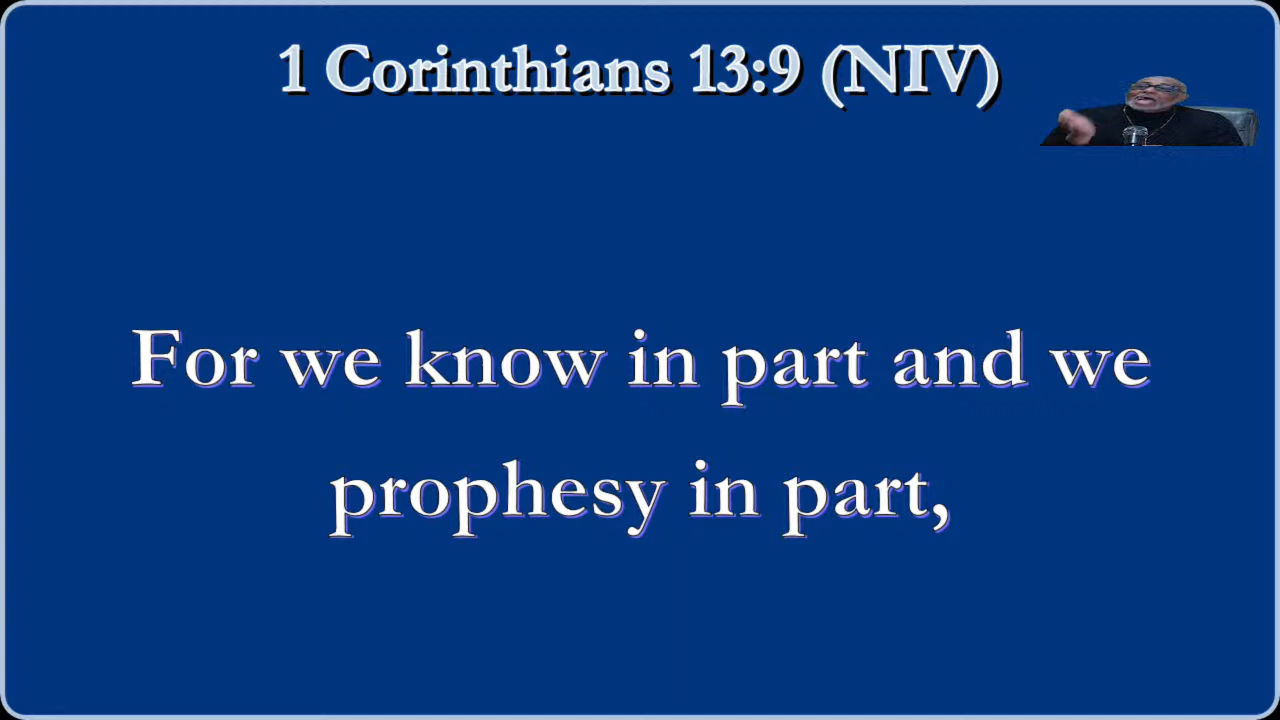 1 Corinthians 13:9 (NIV)
For we know in part and we
prophesy in part,